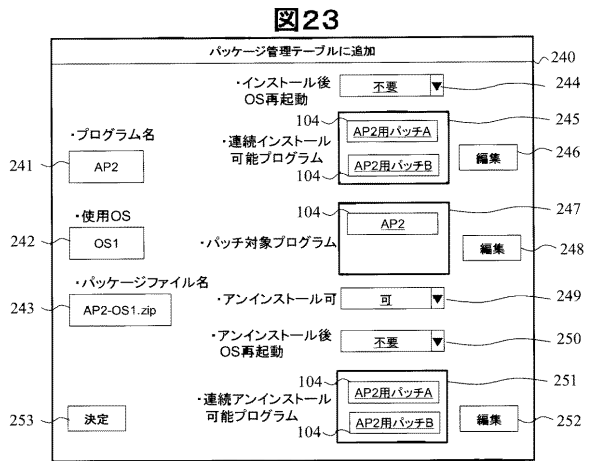 図23
パッケージ管理テーブルに追加
240
・インストール後
OS再起動
不要
244
・プログラム名
241
AP2
・連続インストール
可能プログラム
104
AP2用パッチA
104
AP2用パッチB
245
編集
246
・使用OS
242
OS1
・パッチ対象プログラム
104
AP2
247
編集
248
・パッケージファイル名
243
AP2-OS1.zip
・アンインストール可
可
249
・アンインストール後
OS再起動
不要
250
・連続アンインストール
可能プログラム
104
AP2用パッチA
104
AP2用パッチB
251
編集
252
253
決定